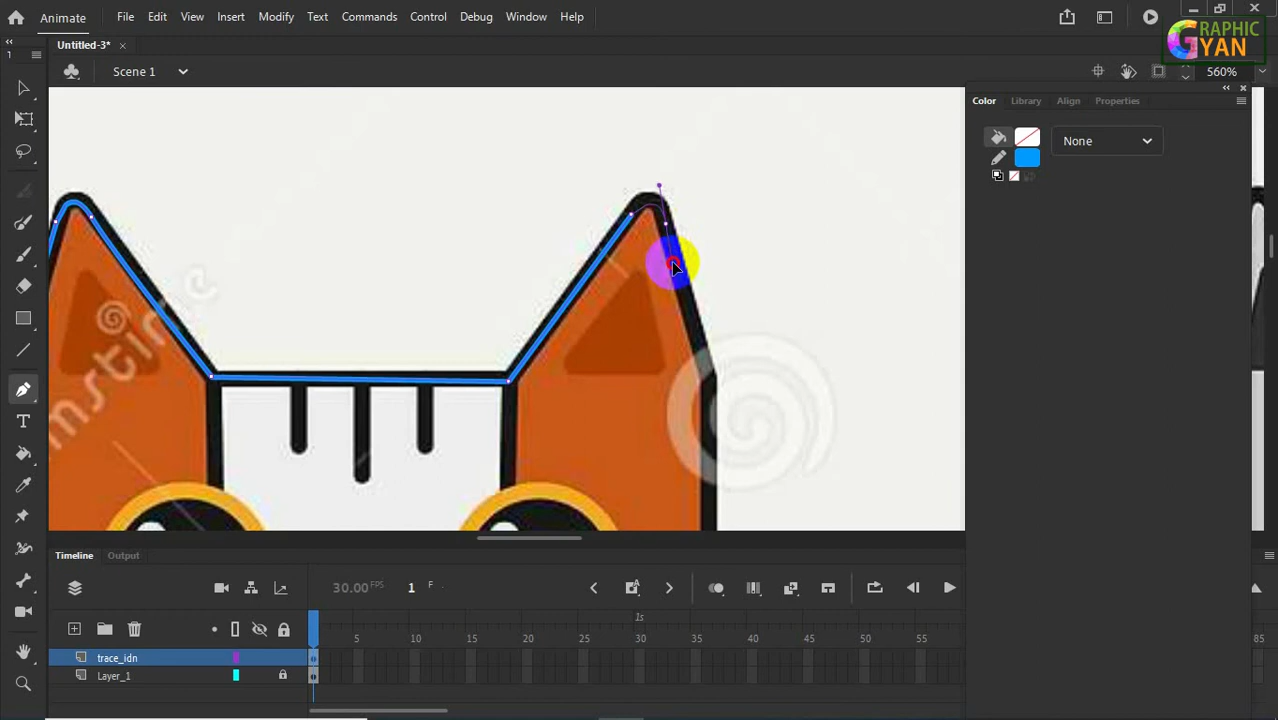 Animate
File Edit View Insert Modify Text Commands Control Debug Window Help
GRAPHIC
GYAN
Untitled-3*
Scene 1
560%
Color Library Align Properties
None
Timeline Output
30.00 FPS 1 F
1s
5 10 15 20 25 30 35 40 45 50 55 85
trace_idn
Layer_1
1